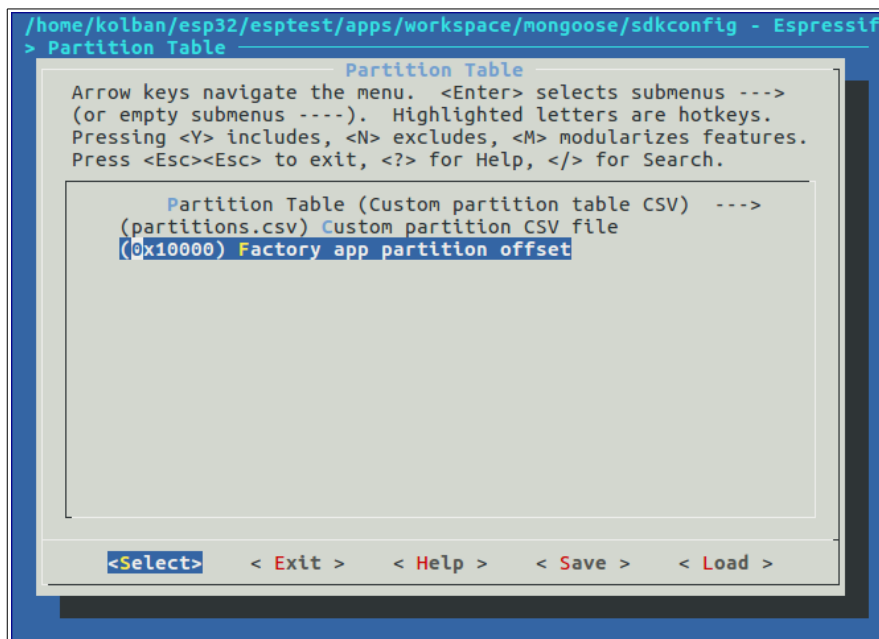 /home/kolban/esp32/esptest/apps/workspace/mongoose/sdkconfig - Espressif
> Partition Table
Partition Table
Arrow keys navigate the menu.  <Enter> selects submenus --->
(or empty submenus ----).  Highlighted letters are hotkeys.
Pressing <Y> includes, <N> excludes, <M> modularizes features.
Press <Esc><Esc> to exit, <?> for Help, </> for Search.
Partition Table (Custom partition table CSV)  --->
(partitions.csv) Custom partition CSV file
(0x10000) Factory app partition offset
<Select>    < Exit >    < Help >    < Save >    < Load >